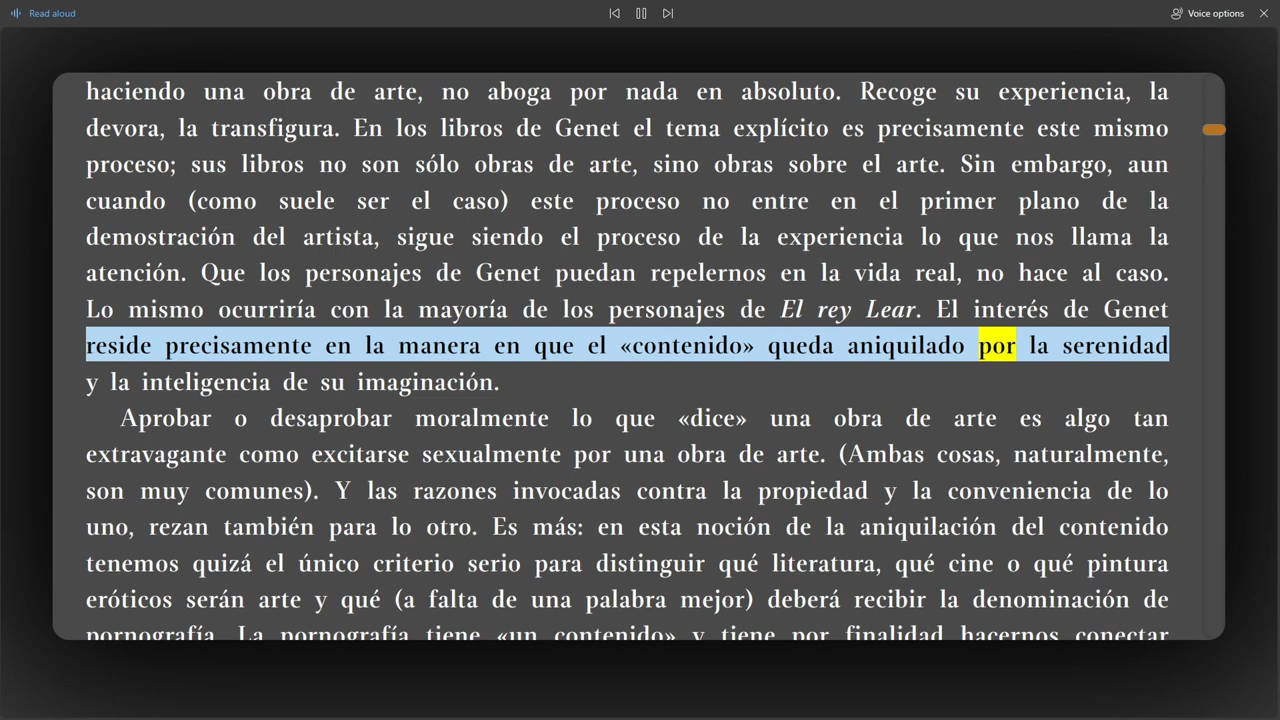 Read aloud
Voice options
haciendo una obra de arte, no aboga por nada en absoluto. Recoge su experiencia, la
devora, la transfigura. En los libros de Genet el tema explícito es precisamente este mismo
proceso; sus libros no son sólo obras de arte, sino obras sobre el arte. Sin embargo, aun
cuando (como suele ser el caso) este proceso no entre en el primer plano de la
demostración del artista, sigue siendo el proceso de la experiencia lo que nos llama la
atención. Que los personajes de Genet puedan repelernos en la vida real, no hace al caso.
Lo mismo ocurriría con la mayoría de los personajes de El rey Lear. El interés de Genet
reside precisamente en la manera en que el «contenido» queda aniquilado por la serenidad
y la inteligencia de su imaginación.
Aprobar o desaprobar moralmente lo que «dice» una obra de arte es algo tan
extravagante como excitarse sexualmente por una obra de arte. (Ambas cosas, naturalmente,
son muy comunes). Y las razones invocadas contra la propiedad y la conveniencia de lo
uno, rezan también para lo otro. Es más: en esta noción de la aniquilación del contenido
tenemos quizá el único criterio serio para distinguir qué literatura, qué cine o qué pintura
eróticos serán arte y qué (a falta de una palabra mejor) deberá recibir la denominación de
pornografía. La pornografía tiene «un contenido» y tiene por finalidad hacernos conectar